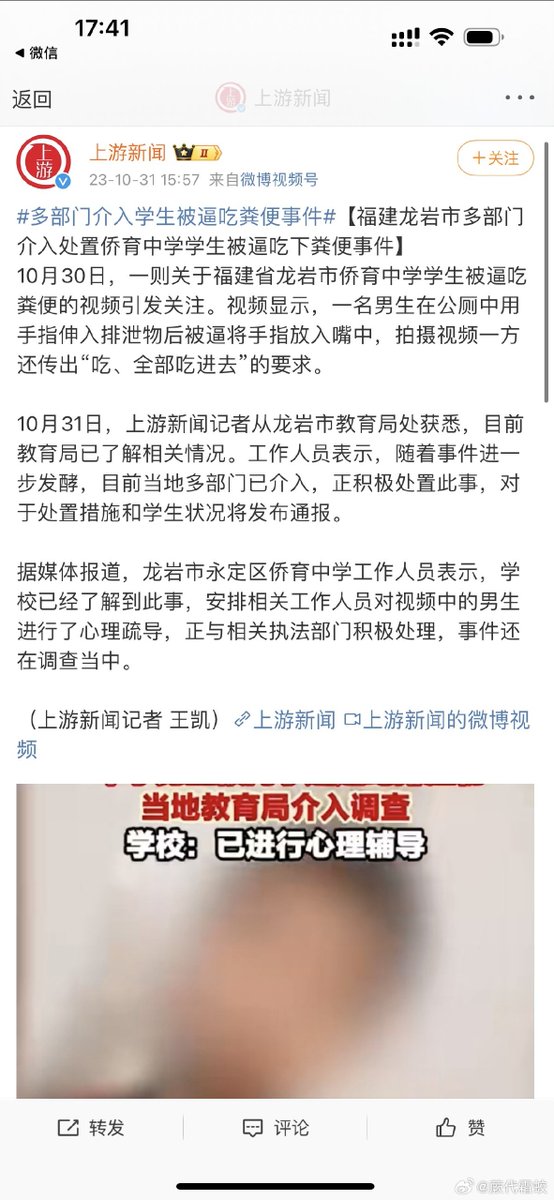 17:41
微信
返回
上游新闻
上游
上游新闻 II
+关注
23-10-31 15:57 来自微博视频号
#多部门介入学生被逼吃粪便事件#【福建龙岩市多部门
介入处置侨育中学学生被逼吃下粪便事件】
10月30日，一则关于福建省龙岩市侨育中学学生被逼吃
粪便的视频引发关注。视频显示，一名男生在公厕中用
手指伸入排泄物后被逼将手指放入嘴中，拍摄视频一方
还传出“吃、全部吃进去”的要求。
10月31日，上游新闻记者从龙岩市教育局处获悉，目前
教育局已了解相关情况。工作人员表示，随着事件进一
步发酵，目前当地多部门已介入，正积极处置此事，对
于处置措施和学生状况将发布通报。
据媒体报道，龙岩市永定区侨育中学工作人员表示，学
校已经了解到此事，安排相关工作人员对视频中的男生
进行了心理疏导，正与相关执法部门积极处理，事件还
在调查当中。
（上游新闻记者 王凯）上游新闻 上游新闻的微博视
频
当地教育局介入调查
学校：已进行心理辅导
转发 评论 赞